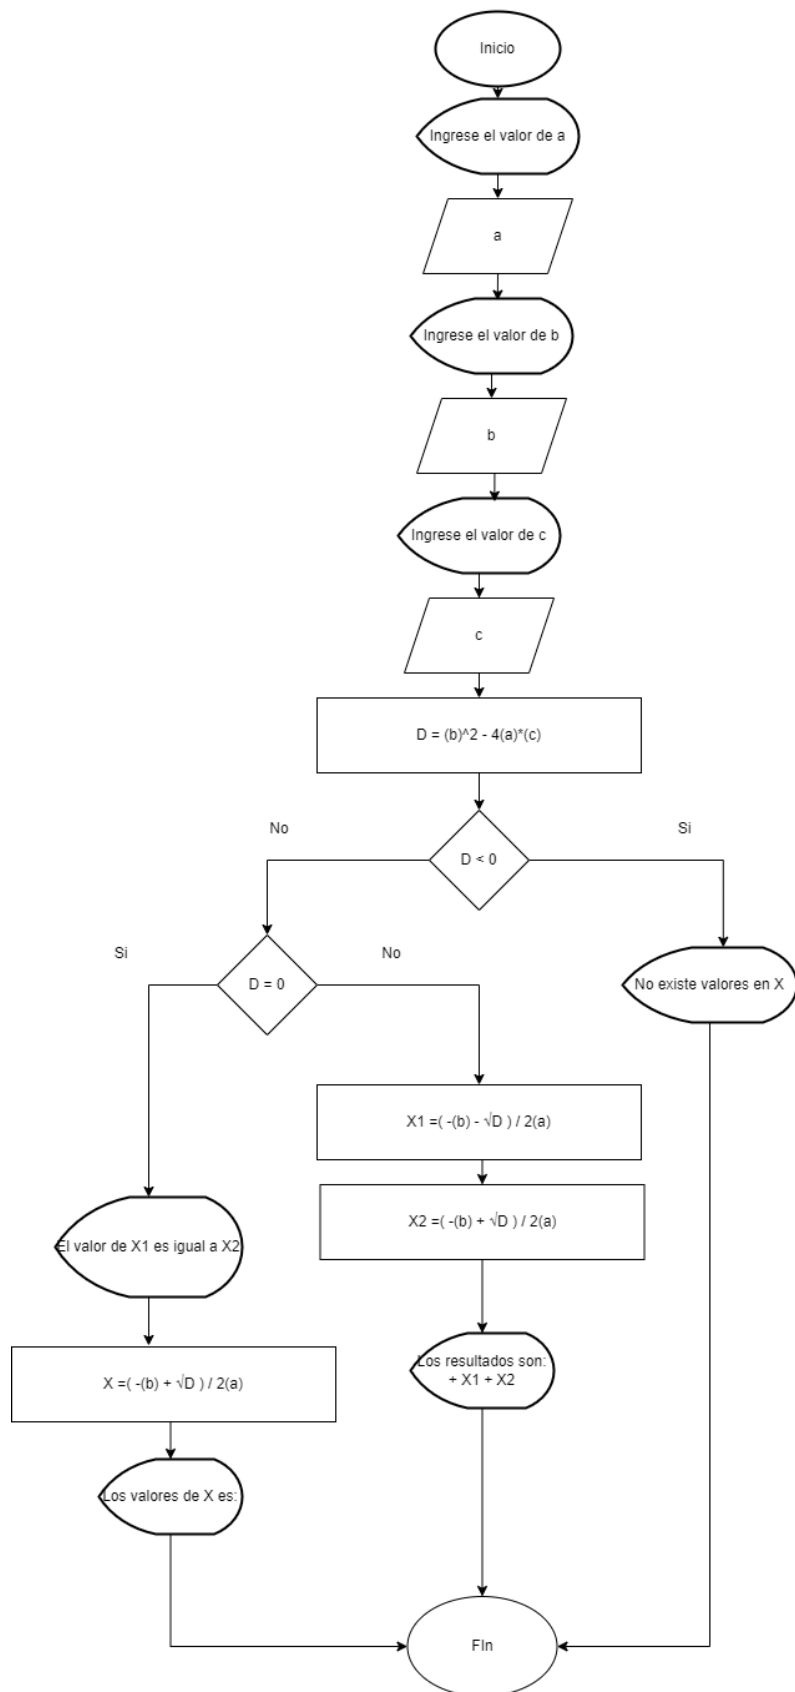 Inicio
Ingrese el valor de a
a
Ingrese el valor de b
b
Ingrese el valor de c
c
D = (b)^2 - 4(a)*(c)
No
Si
D < 0
Si
No
D = 0
No existe valores en X
X1 =( -(b) - √D ) / 2(a)
X2 =( -(b) + √D ) / 2(a)
El valor de X1 es igual a X2
Los resultados son:
+ X1 + X2
X =( -(b) + √D ) / 2(a)
Los valores de X es:
FIn